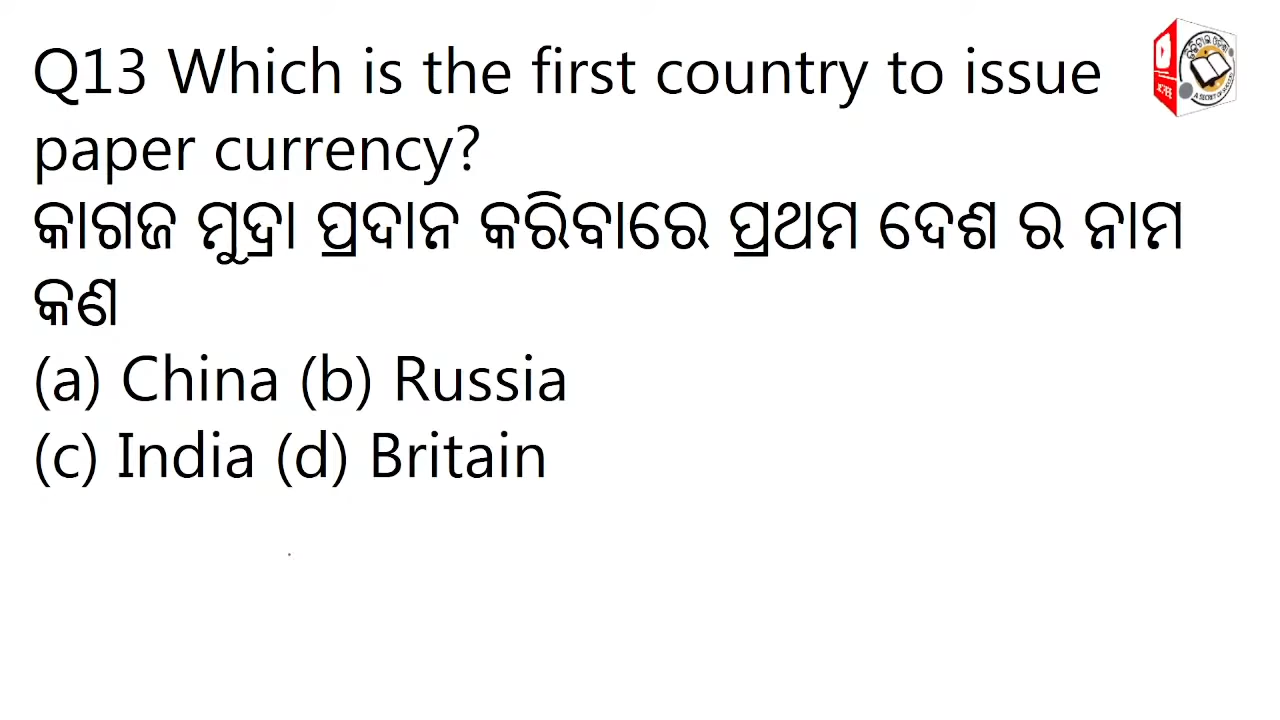 Q13 Which is the first country to issue
paper currency?
କାଗଜ ମୁଦ୍ରା ପ୍ରଦାନ କରିବାରେ ପ୍ରଥମ ଦେଶ ର ନାମ
କଣ
(a) China (b) Russia
(c) India (d) Britain